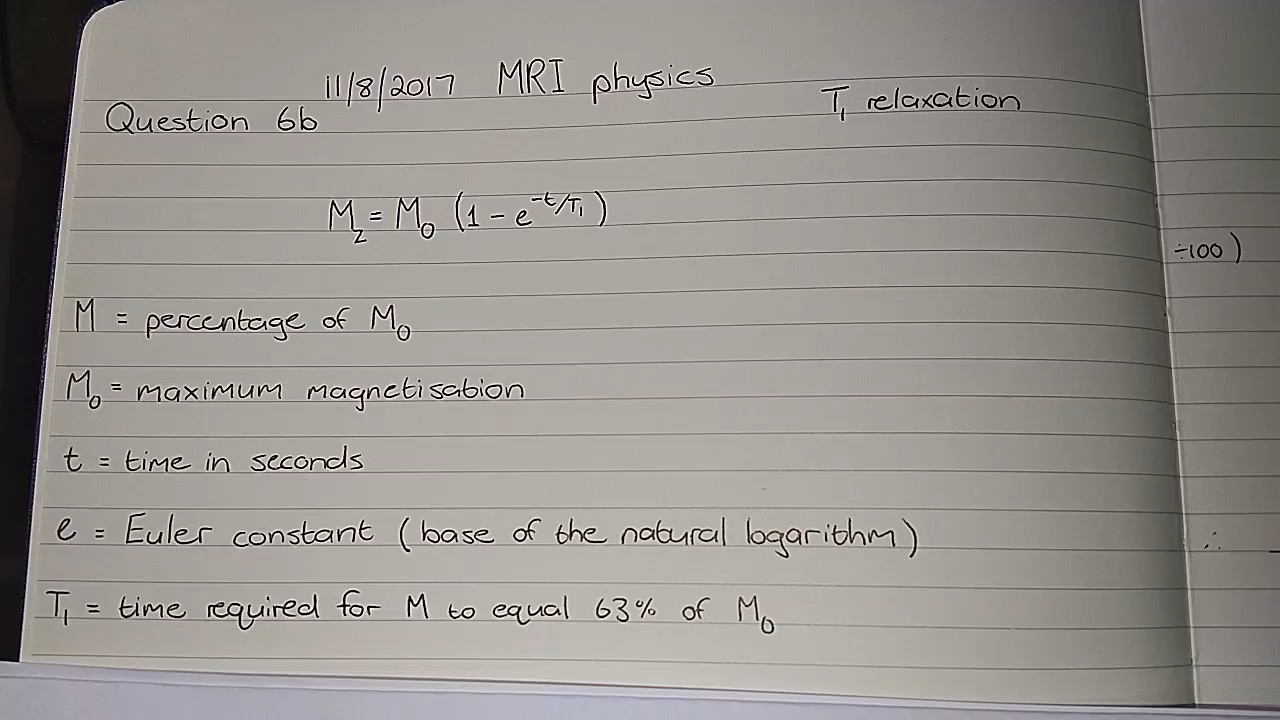 11/8/2017 MRI physics
Question 6b
T₁ relaxation
M_z = M₀ (1 - e^{-t/T₁})
÷100)
M = percentage of M₀
M₀ = maximum magnetisation
t = time in seconds
e = Euler constant (base of the natural logarithm)
∴
T₁ = time required for M to equal 63% of M₀